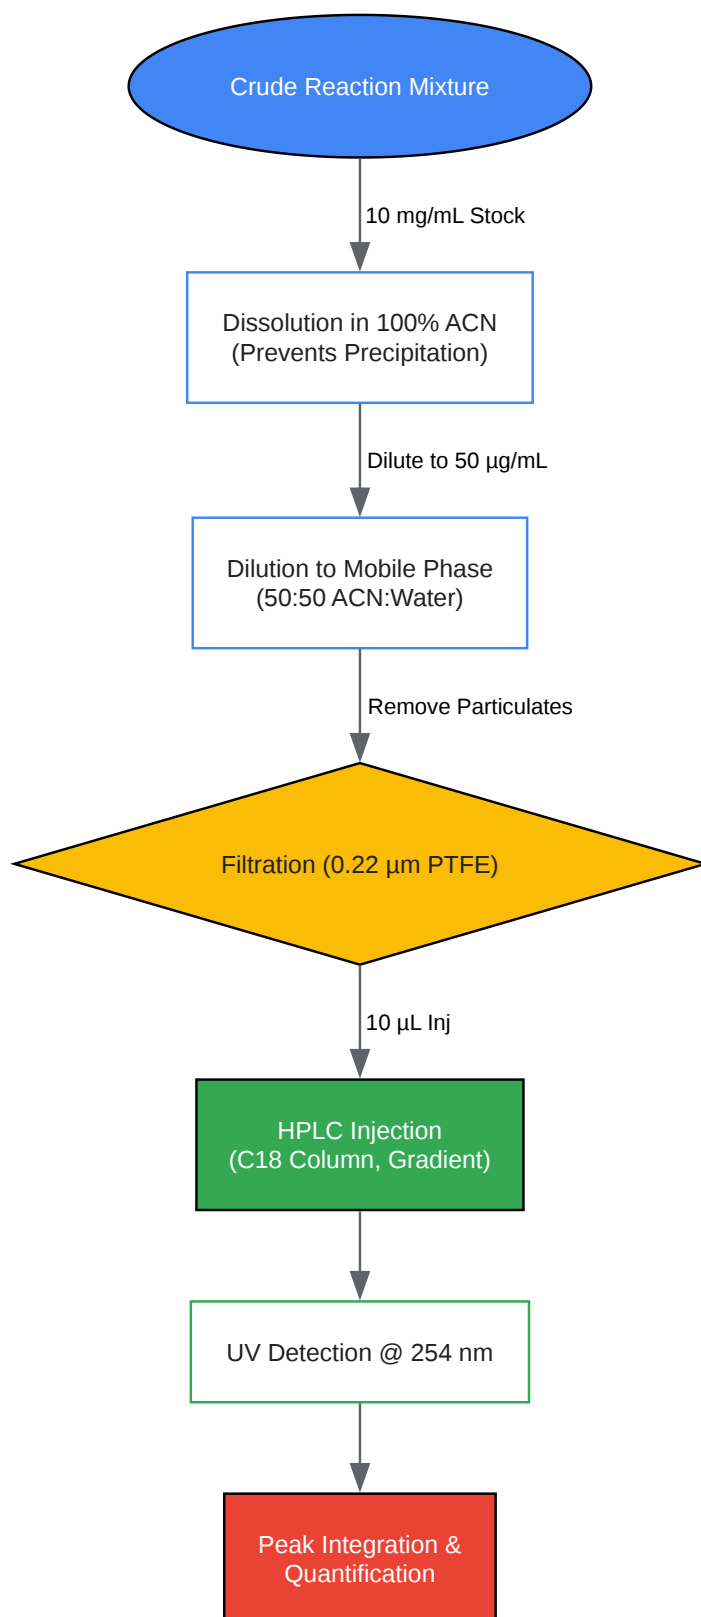 Crude Reaction Mixture
10 mg/mL Stock
Dissolution in 100% ACN
(Prevents Precipitation)
Dilute to 50 µg/mL
Dilution to Mobile Phase
(50:50 ACN:Water)
Remove Particulates
Filtration (0.22 µm PTFE)
10 µL Inj
HPLC Injection
(C18 Column, Gradient)
UV Detection @ 254 nm
Peak Integration &
Quantification